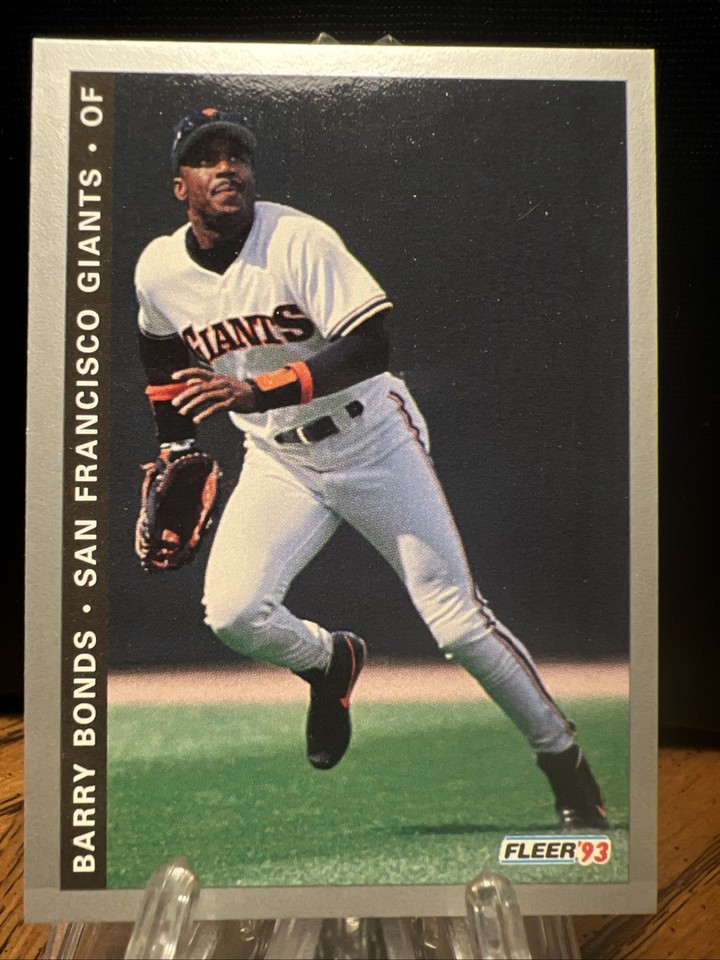 BARRY BONDS • SAN FRANCISCO GIANTS • OF
GIANTS
FLEER '93